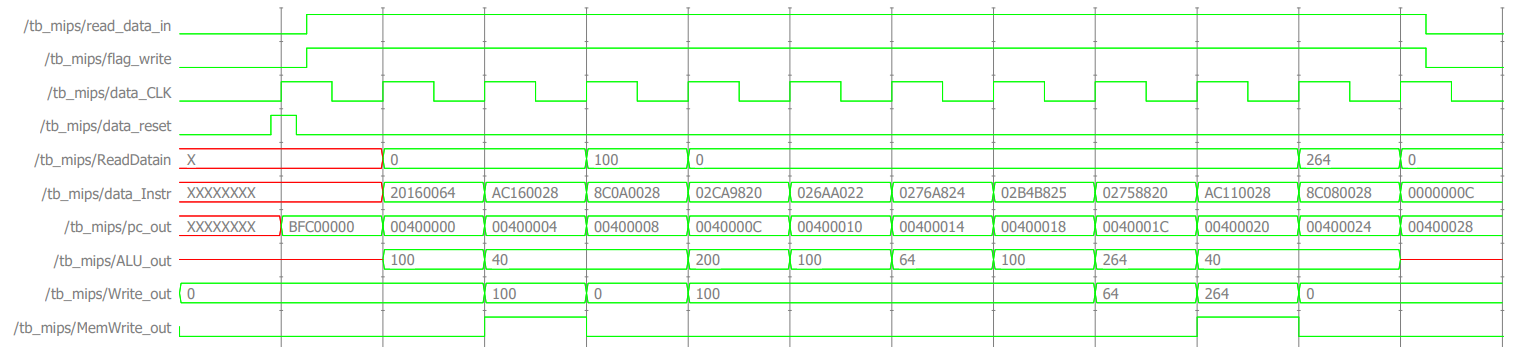 /tb_mips/read_data_in
/tb_mips/flag_write
/tb_mips/data_CLK
/tb_mips/data_reset
/tb_mips/ReadDatain X 0 100 0 264 0
/tb_mips/data_Instr XXXXXXXX 20160064 AC160028 8C0A0028 02CA9820 026AA022 0276A824 02B4B825 02758820 AC110028 8C080028 0000000C
/tb_mips/pc_out XXXXXXXX BFC00000 00400000 00400004 00400008 0040000C 00400010 00400014 00400018 0040001C 00400020 00400024 00400028
/tb_mips/ALU_out 100 40 200 100 64 100 264 40
/tb_mips/Write_out 0 100 0 100 64 264 0
/tb_mips/MemWrite_out